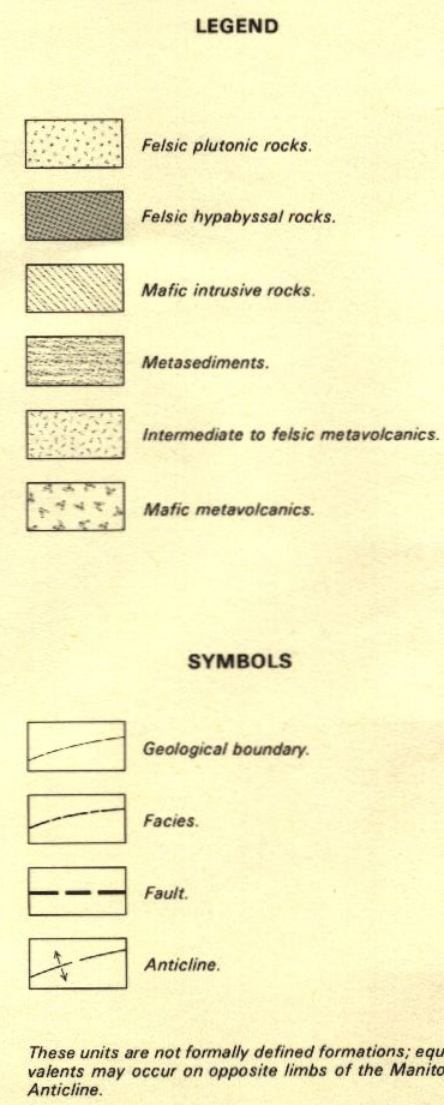 LEGEND
Felsic plutonic rocks.
Felsic hypabyssal rocks.
Mafic intrusive rocks.
Metasediments.
Intermediate to felsic metavolcanics.
Mafic metavolcanics.
SYMBOLS
Geological boundary.
Facies.
Fault.
Anticline.
These units are not formally defined formations; equ
valents may occur on opposite limbs of the Manito
Anticline.